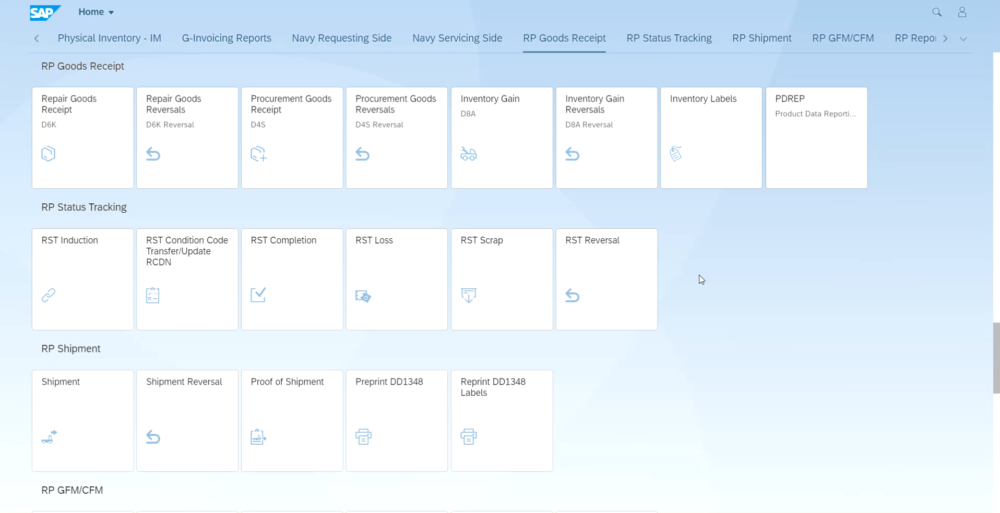 SAP
Home
Physical Inventory - IM
G-Invoicing Reports
Navy Requesting Side
Navy Servicing Side
RP Goods Receipt
RP Status Tracking
RP Shipment
RP GFM/CFM
RP Repor
RP Goods Receipt
Repair Goods
Receipt
D6K
Repair Goods
Reversals
D6K Reversal
Procurement Goods
Receipt
D4S
Procurement Goods
Reversals
D4S Reversal
Inventory Gain
D8A
Inventory Gain
Reversals
D8A Reversal
Inventory Labels
PDREP
Product Data Reporti...
RP Status Tracking
RST Induction
RST Condition Code
Transfer/Update
RCDN
RST Completion
RST Loss
RST Scrap
RST Reversal
RP Shipment
Shipment
Shipment Reversal
Proof of Shipment
Preprint DD1348
Reprint DD1348
Labels
RP GFM/CFM